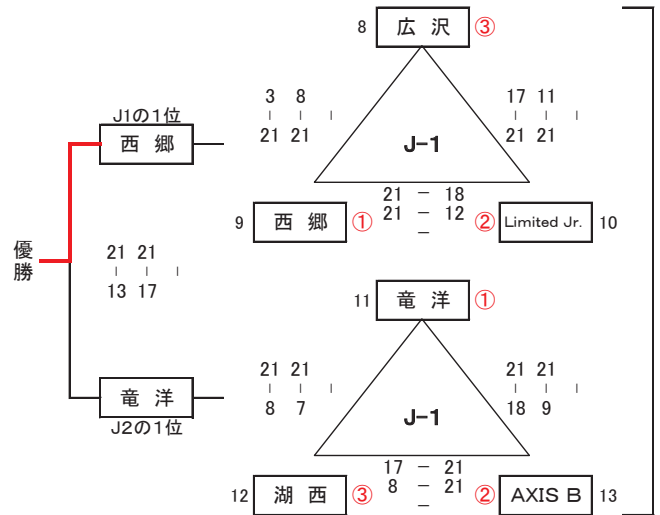 8 広 沢 ③
J1の1位
西 郷
3 8
| | |
21 21
17 11
| | |
21 21
J-1
21 - 18
21 - 12
-
9 西 郷 ①
② Limited Jr. 10
優勝
21 21
| | |
13 17
11 竜 洋 ①
竜 洋
J2の1位
21 21
| | |
8 7
21 21
| | |
18 9
J-1
17 - 21
8 - 21
-
12 湖 西 ③
② AXIS B 13